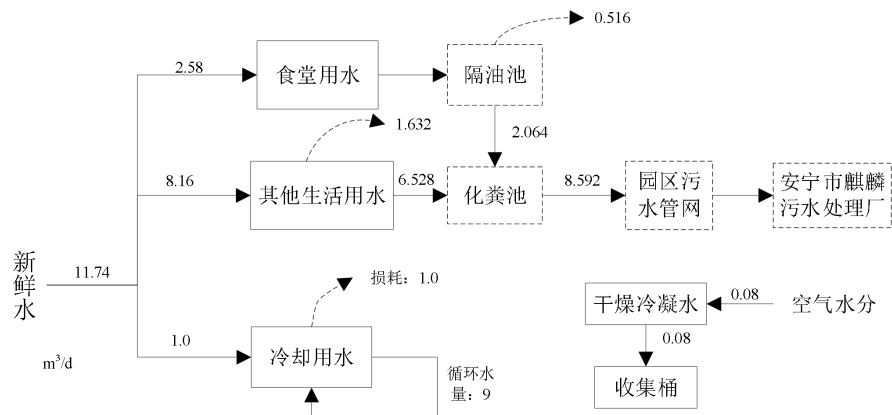 0.516
2.58
食堂用水
隔油池
1.632
2.064
8.16
其他生活用水
6.528
化粪池
8.592
园区污
水管网
安宁市麒麟
污水处理厂
新鲜水
11.74
损耗：1.0
干燥冷凝水
0.08
空气水分
m³/d
1.0
冷却用水
0.08
循环水
量：9
收集桶